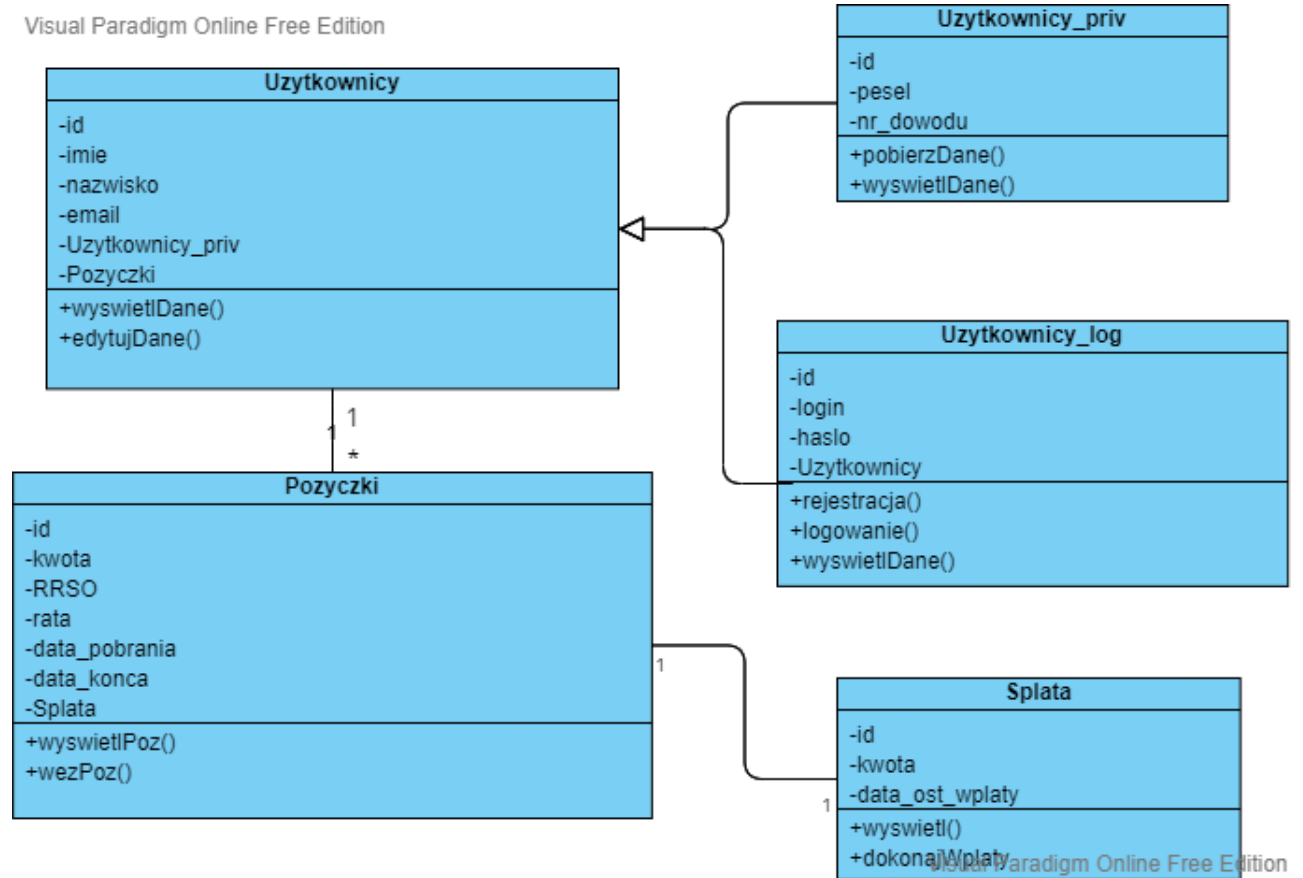 Visual Paradigm Online Free Edition
Uzytkownicy
-id
-imie
-nazwisko
-email
-Uzytkownicy_priv
-Pozyczki
+wyswietlDane()
+edytujDane()
Uzytkownicy_priv
-id
-pesel
-nr_dowodu
+pobierzDane()
+wyswietlDane()
Uzytkownicy_log
-id
-login
-haslo
-Uzytkownicy
+rejestracja()
+logowanie()
+wyswietlDane()
1
1
*
Pozyczki
-id
-kwota
-RRSO
-rata
-data_pobrania
-data_konca
-Splata
+wyswietlPoz()
+wezPoz()
1
1
Splata
-id
-kwota
-data_ost_wplaty
+wyswietl()
+dokonajWplaty
Visual Paradigm Online Free Edition